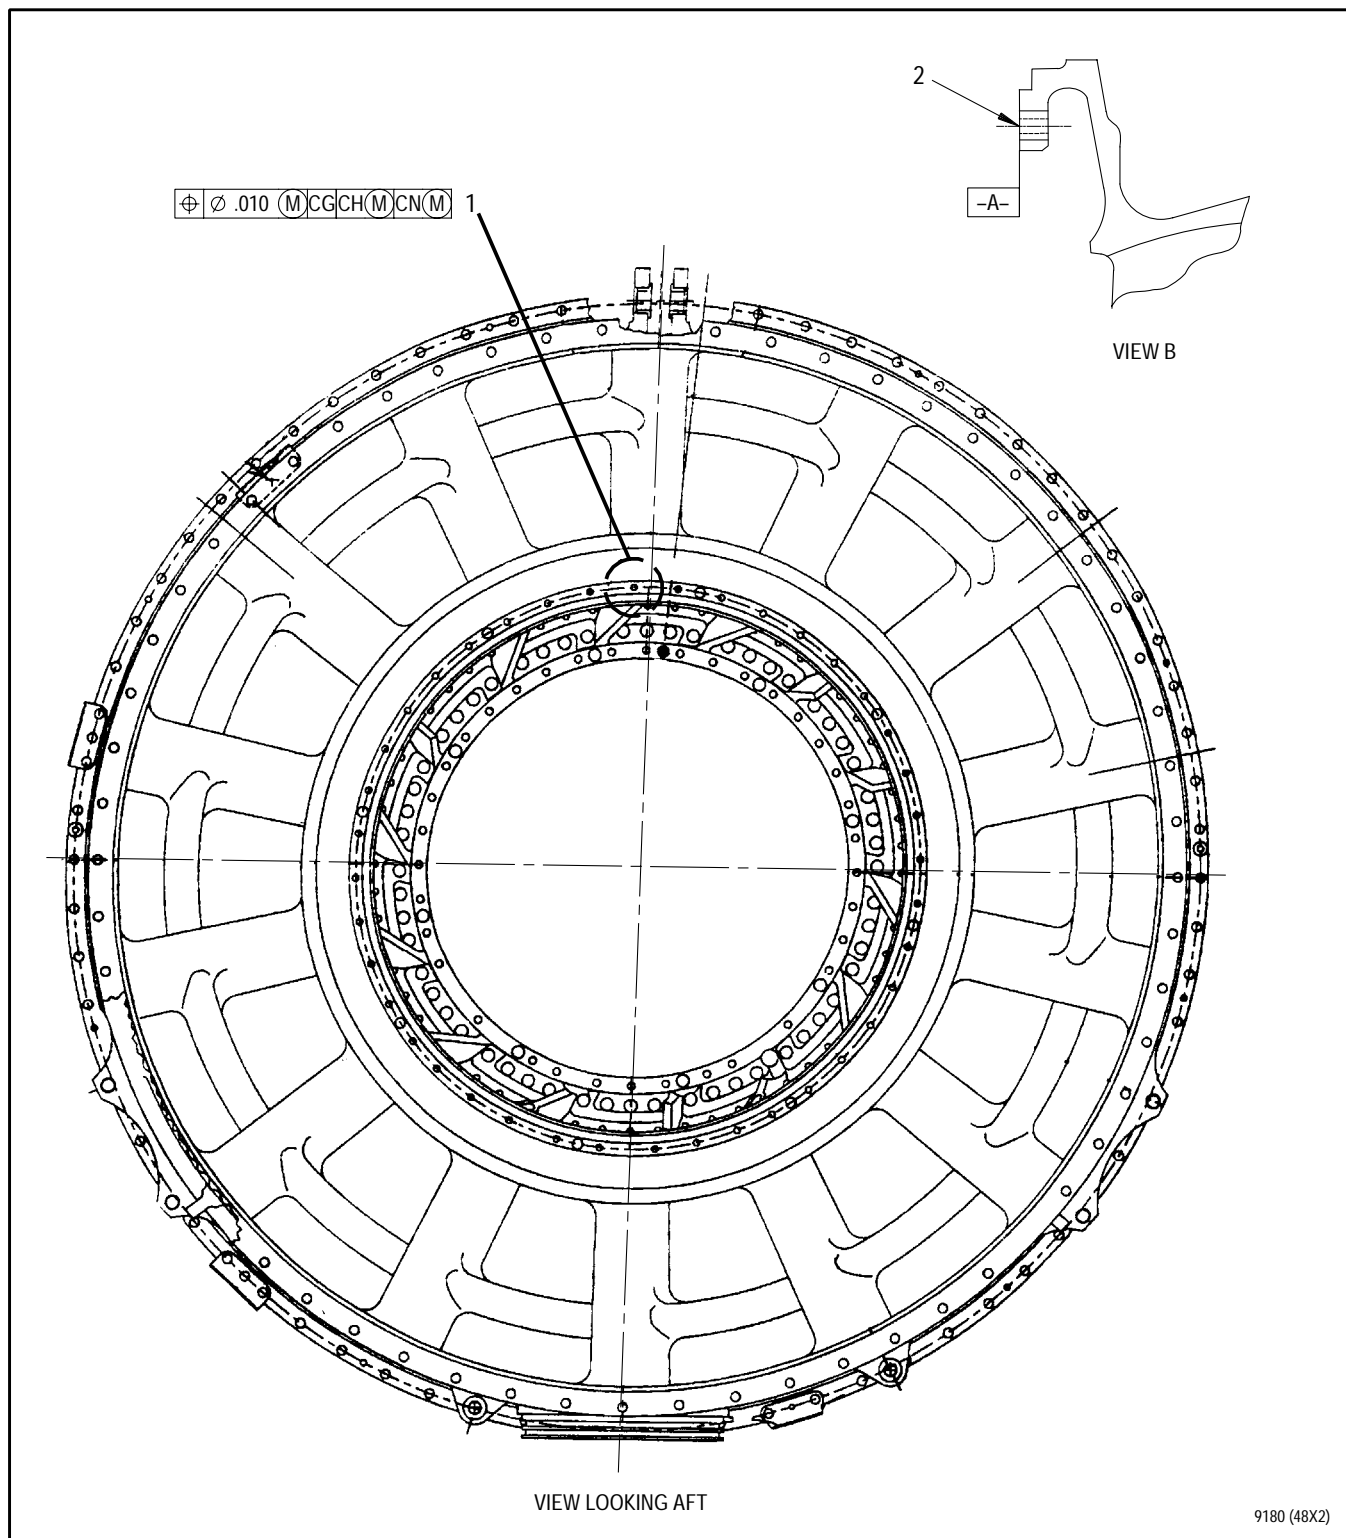 2
⌖ Ø .010 Ⓜ CG CH Ⓜ CN Ⓜ 1
–A–
VIEW B
VIEW LOOKING AFT
9180 (48X2)